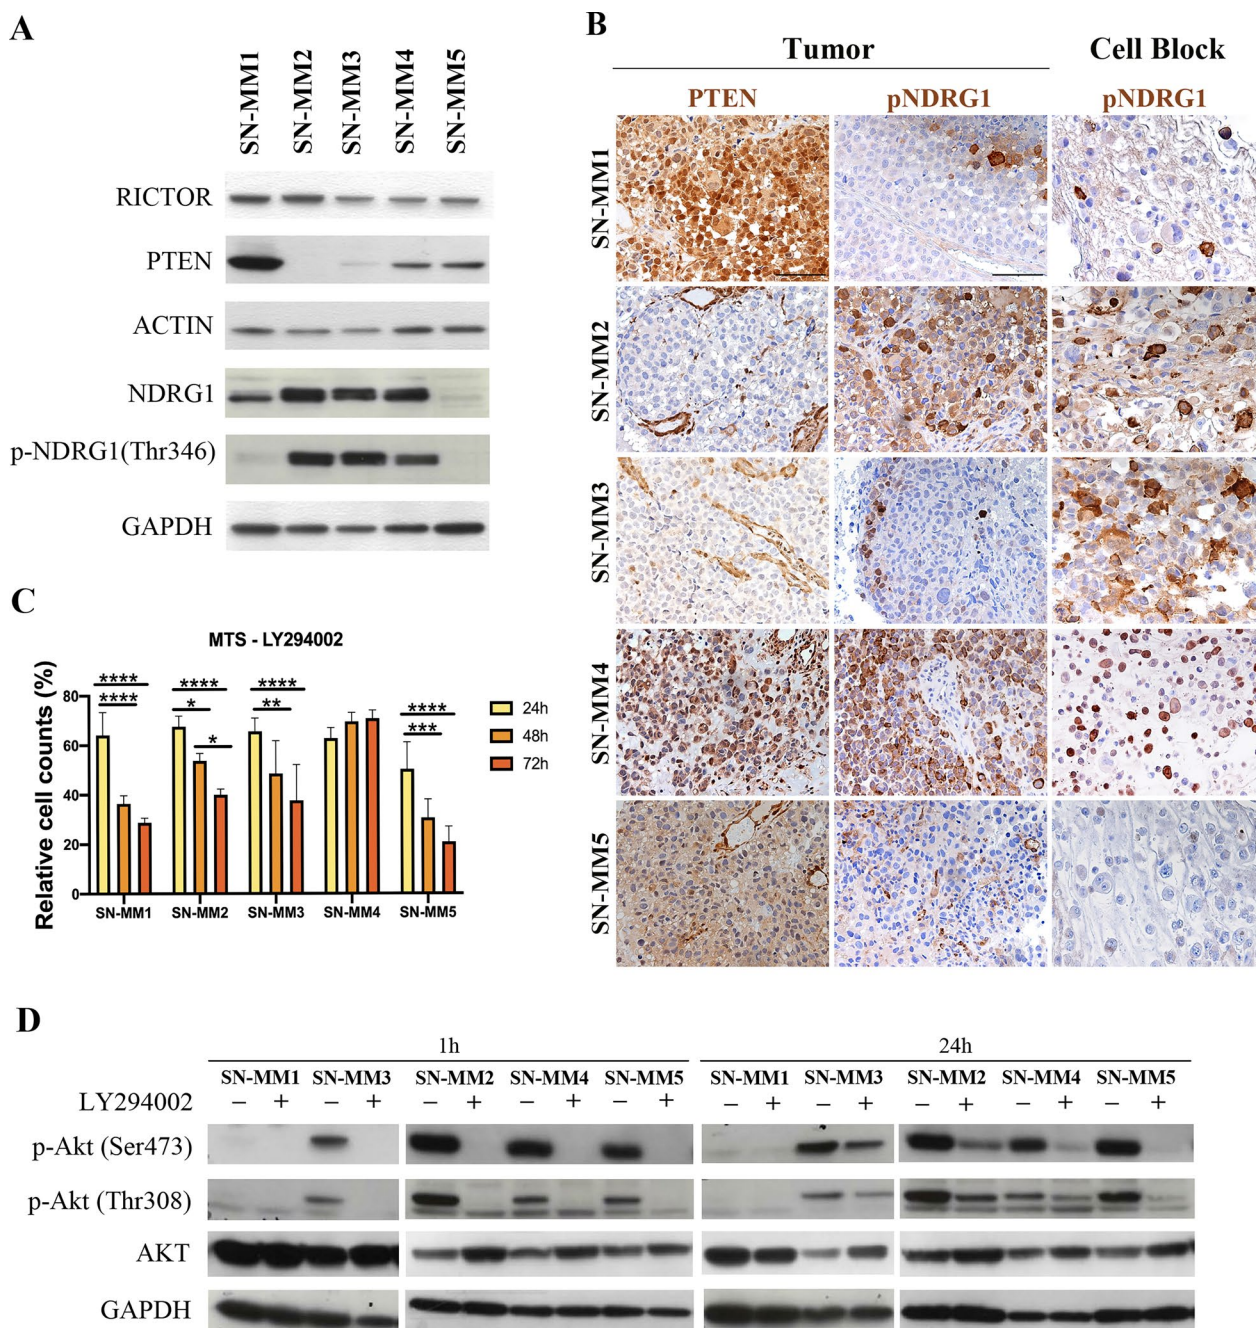 A
SN-MM1 SN-MM2 SN-MM3 SN-MM4 SN-MM5
RICTOR
PTEN
ACTIN
NDRG1
p-NDRG1(Thr346)
GAPDH
B
Tumor Cell Block
PTEN pNDRG1 pNDRG1
SN-MM1
SN-MM2
SN-MM3
SN-MM4
SN-MM5
C
MTS - LY294002
Relative cell counts (%)
80
60
40
20
0
**** **** ****
**** * ** ****
* ***
24h
48h
72h
SN-MM1 SN-MM2 SN-MM3 SN-MM4 SN-MM5
D
1h 24h
SN-MM1 SN-MM3 SN-MM2 SN-MM4 SN-MM5 SN-MM1 SN-MM3 SN-MM2 SN-MM4 SN-MM5
LY294002 – + – + – + – + – + – + – + – + – + – +
p-Akt (Ser473)
p-Akt (Thr308)
AKT
GAPDH